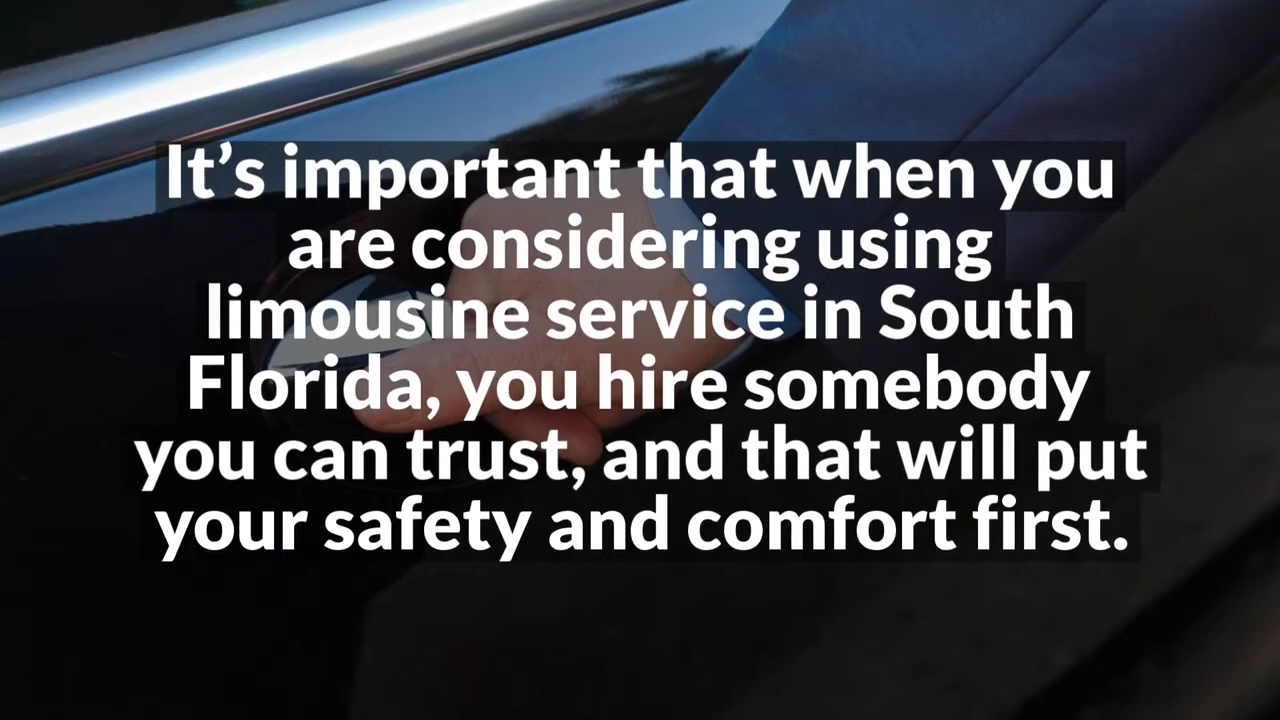 It’s important that when you
are considering using
limousine service in South
Florida, you hire somebody
you can trust, and that will put
your safety and comfort first.